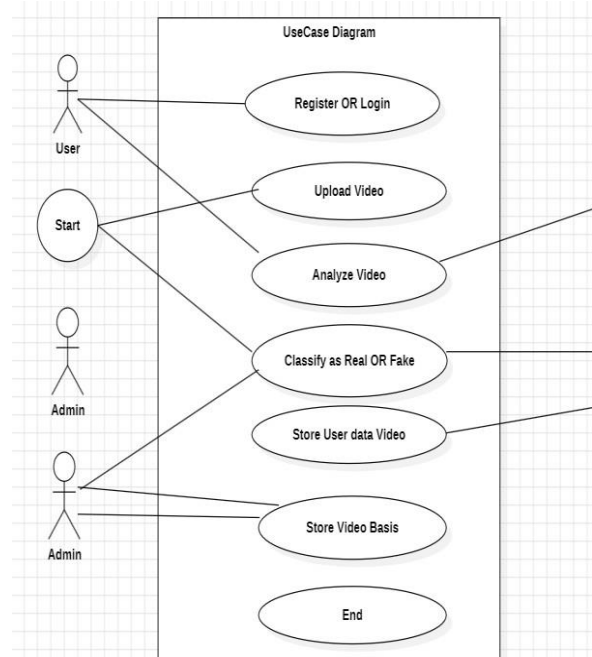 UseCase Diagram
Register OR Login
User
Upload Video
Start
Analyze Video
Classify as Real OR Fake
Admin
Store User data Video
Store Video Basis
Admin
End